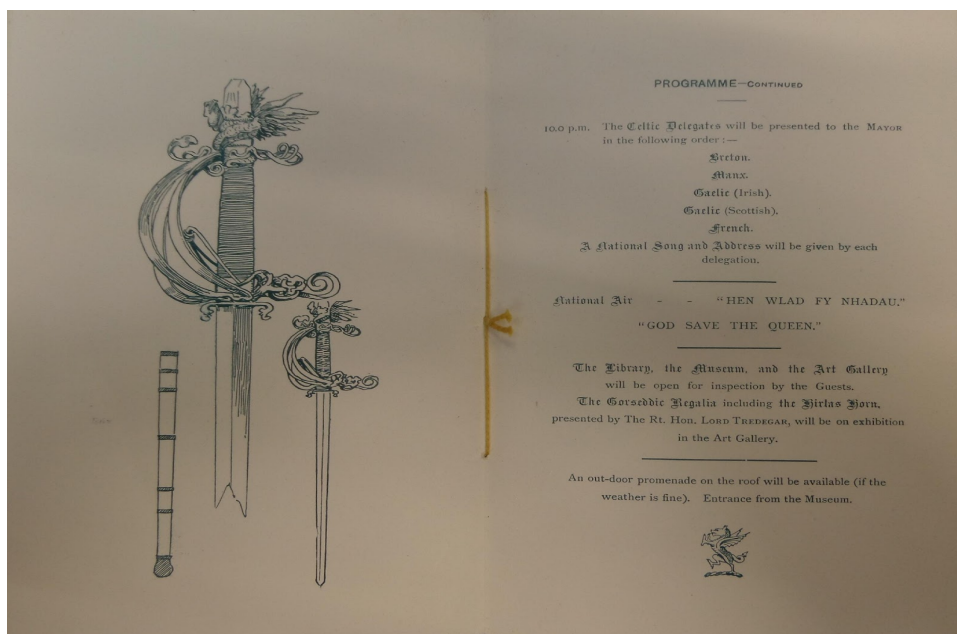 PROGRAMME—CONTINUED
10.0 p.m. The Celtic Delegates will be presented to the MAYOR
in the following order:—
Breton.
Manx.
Gaelic (Irish).
Gaelic (Scottish).
French.
A National Song and Address will be given by each
delegation.
National Air - - "HEN WLAD FY NHADAU."
"GOD SAVE THE QUEEN."
The Library, the Museum, and the Art Gallery
will be open for inspection by the Guests.
The Gorseddic Regalia including the Hirlas Horn,
presented by The Rt. Hon. LORD TREDEGAR, will be on exhibition
in the Art Gallery.
An out-door promenade on the roof will be available (if the
weather is fine). Entrance from the Museum.